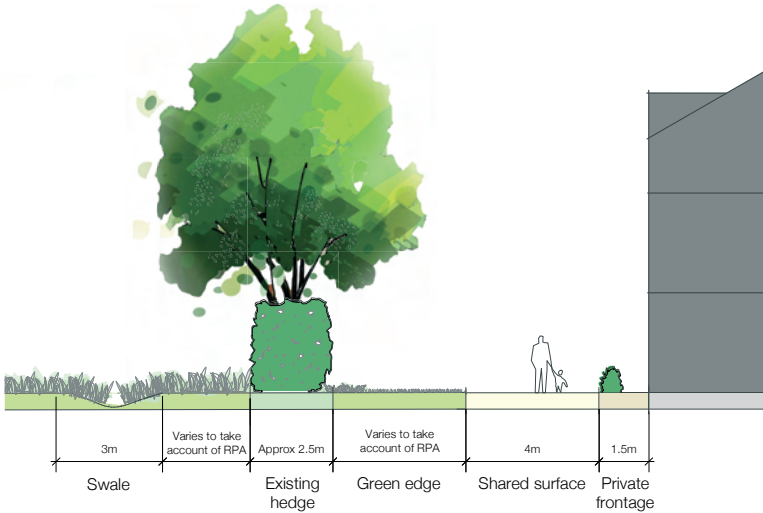 3m
Varies to take
account of RPA
Approx 2.5m
Varies to take
account of RPA
4m
1.5m
Swale
Existing
hedge
Green edge
Shared surface
Private
frontage